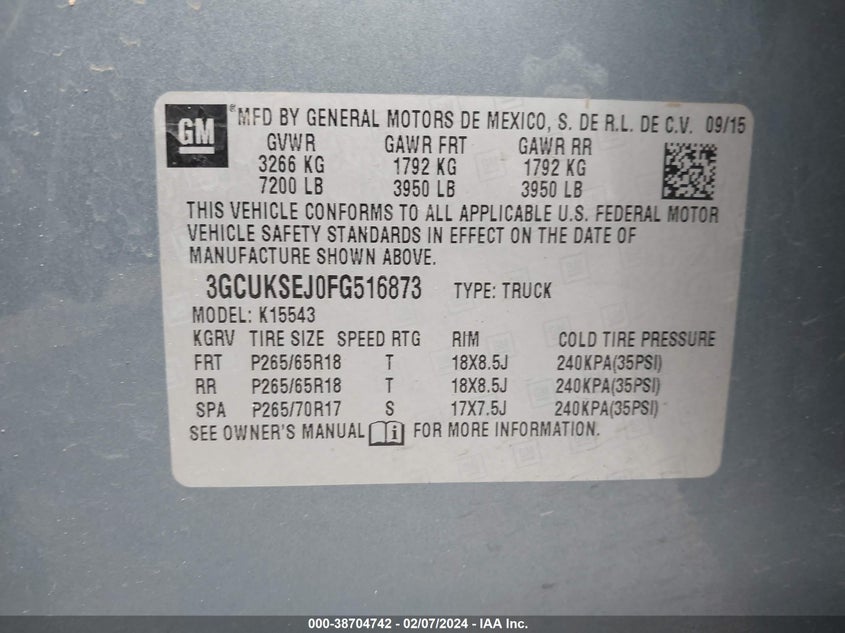 GM ® MFD BY GENERAL MOTORS DE MEXICO, S. DE R.L. DE C.V. 09/15
GVWR GAWR FRT GAWR RR
3266 KG 1792 KG 1792 KG
7200 LB 3950 LB 3950 LB
THIS VEHICLE CONFORMS TO ALL APPLICABLE U.S. FEDERAL MOTOR
VEHICLE SAFETY STANDARDS IN EFFECT ON THE DATE OF
MANUFACTURE SHOWN ABOVE.
3GCUKSEJ0FG516873 TYPE: TRUCK
MODEL: K15543
KGRV TIRE SIZE SPEED RTG RIM COLD TIRE PRESSURE
FRT P265/65R18 T 18X8.5J 240KPA(35PSI)
RR P265/65R18 T 18X8.5J 240KPA(35PSI)
SPA P265/70R17 S 17X7.5J 240KPA(35PSI)
SEE OWNER'S MANUAL i FOR MORE INFORMATION.
000-38704742 - 02/07/2024 - IAA Inc.